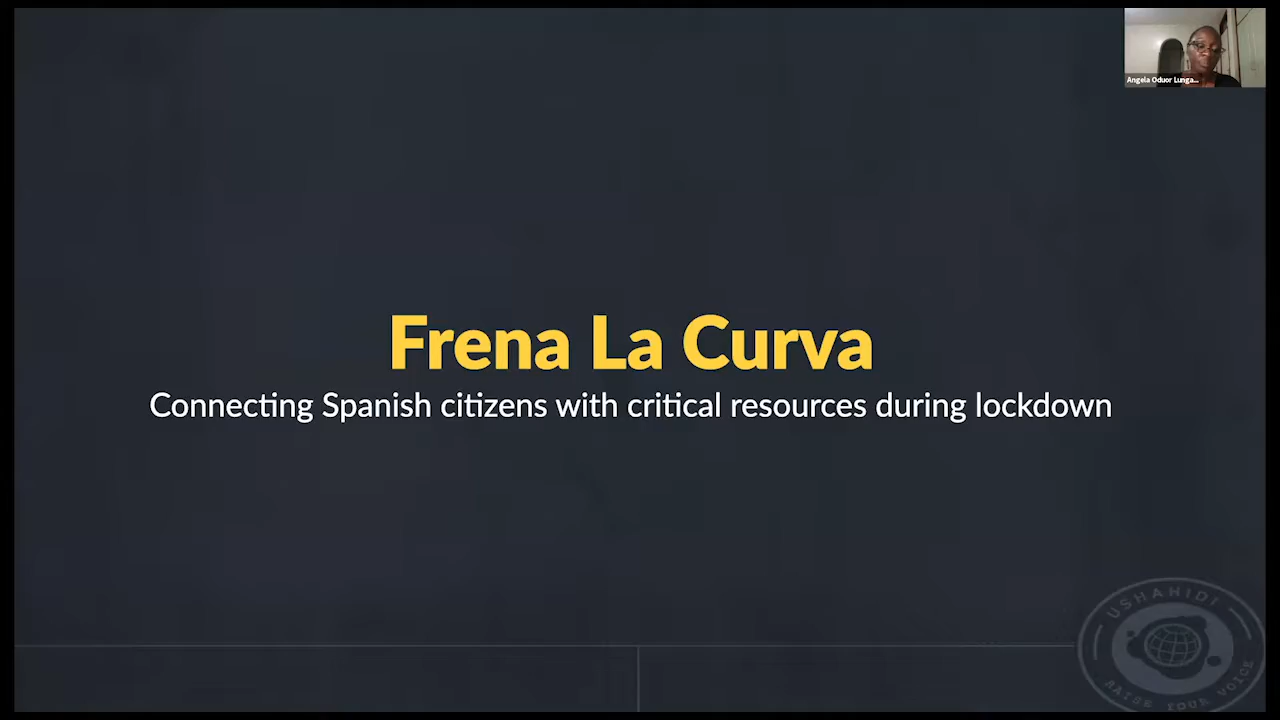 Angela Oduor Lunga...
Frena La Curva
Connecting Spanish citizens with critical resources during lockdown
USHAHIDI
RAISE YOUR VOICE